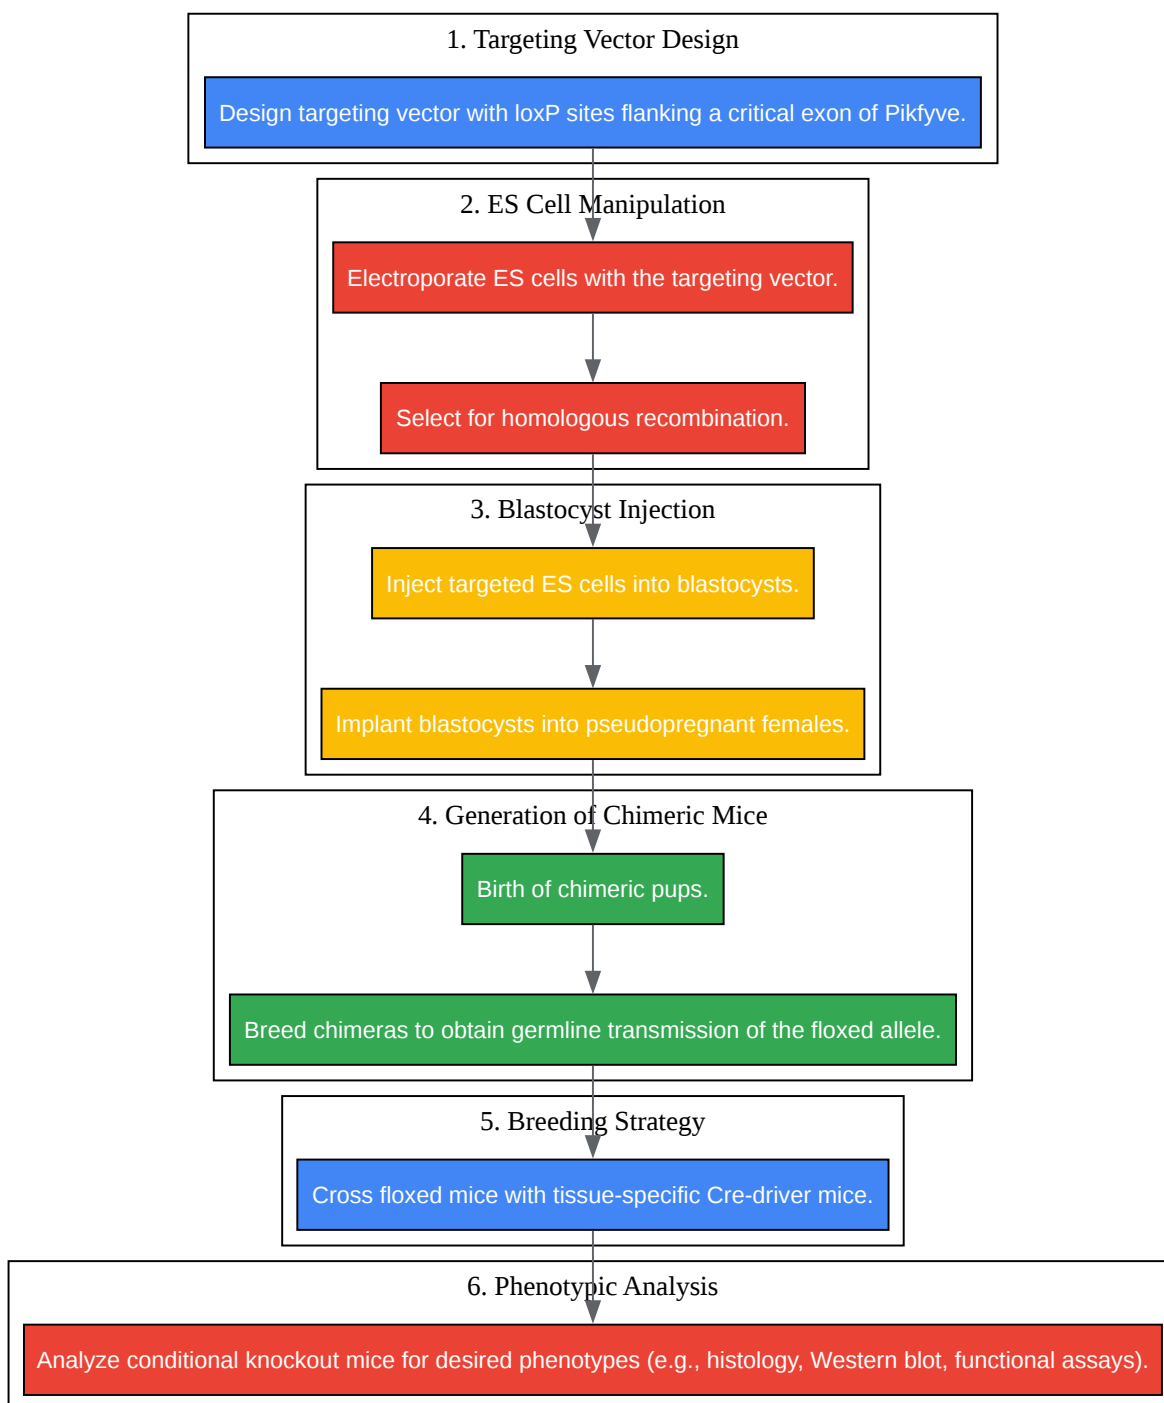 1. Targeting Vector Design
Design targeting vector with loxP sites flanking a critical exon of Pikfyve.
2. ES Cell Manipulation
Electroporate ES cells with the targeting vector.
Select for homologous recombination.
3. Blastocyst Injection
Inject targeted ES cells into blastocysts.
Implant blastocysts into pseudopregnant females.
4. Generation of Chimeric Mice
Birth of chimeric pups.
Breed chimeras to obtain germline transmission of the floxed allele.
5. Breeding Strategy
Cross floxed mice with tissue-specific Cre-driver mice.
6. Phenotypic Analysis
Analyze conditional knockout mice for desired phenotypes (e.g., histology, Western blot, functional assays).